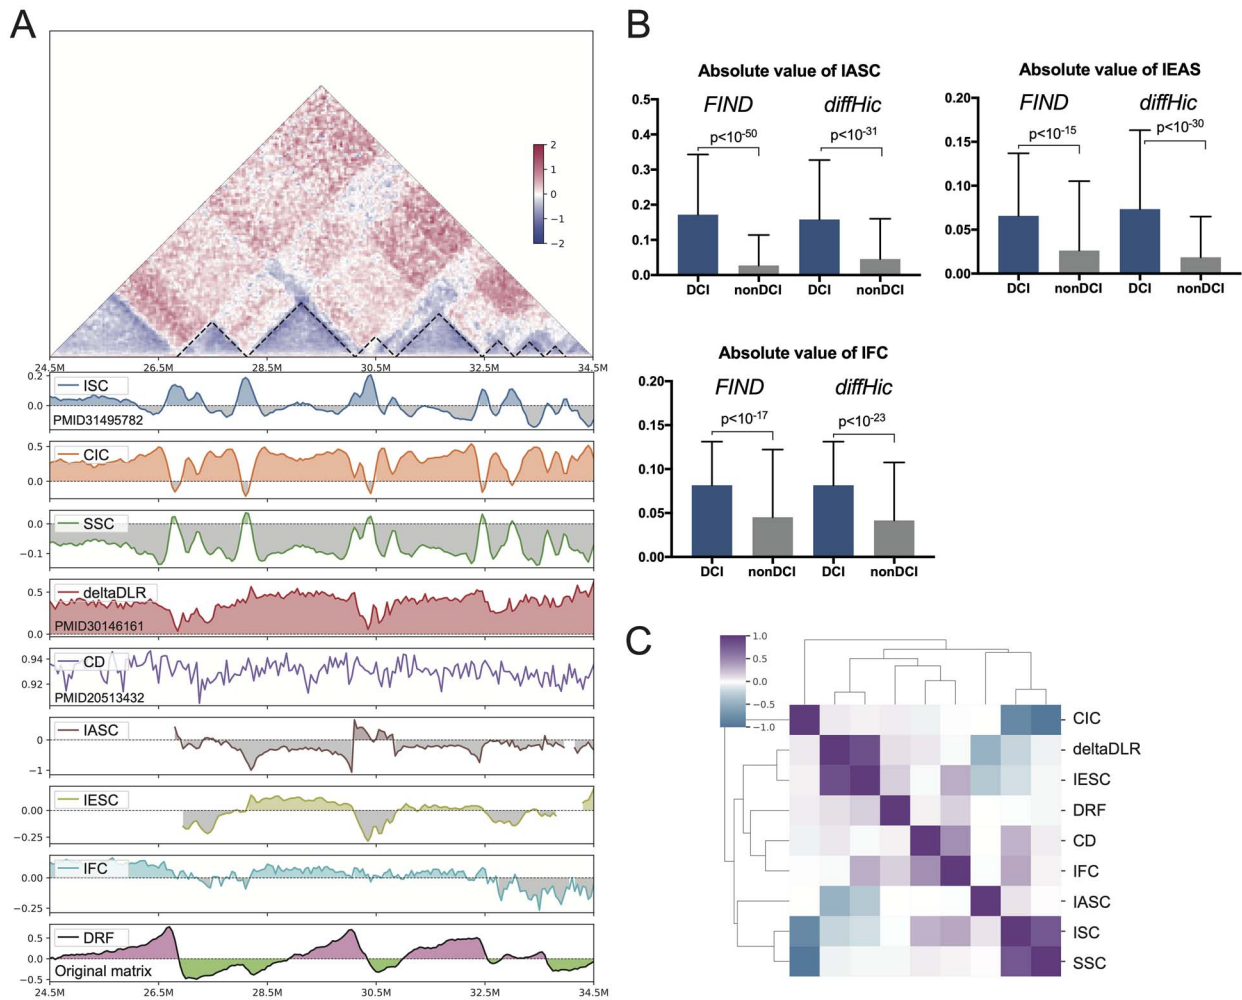 A
2
1
0
−1
−2
24.5M 26.5M 28.5M 30.5M 32.5M 34.5M
0.2
0.0
ISC
PMID31495782
0.5
0.0
CIC
0.0
−0.1
SSC
0.5
0.0
deltaDLR
PMID30146161
0.94
0.92
CD
PMID20513432
0
−1
IASC
0.00
−0.25
IESC
0.00
−0.25
IFC
0.5
0.0
−0.5
DRF
Original matrix
24.5M 26.5M 28.5M 30.5M 32.5M 34.5M
B
Absolute value of IASC
FIND diffHic
p<10-50 p<10-31
0.5
0.4
0.3
0.2
0.1
0.0
DCI nonDCI DCI nonDCI
Absolute value of IEAS
FIND diffHic
p<10-15 p<10-30
0.20
0.15
0.10
0.05
0.00
DCI nonDCI DCI nonDCI
Absolute value of IFC
FIND diffHic
p<10-17 p<10-23
0.20
0.15
0.10
0.05
0.00
DCI nonDCI DCI nonDCI
C
1.0
0.5
0.0
−0.5
−1.0
CIC
deltaDLR
IESC
DRF
CD
IFC
IASC
ISC
SSC